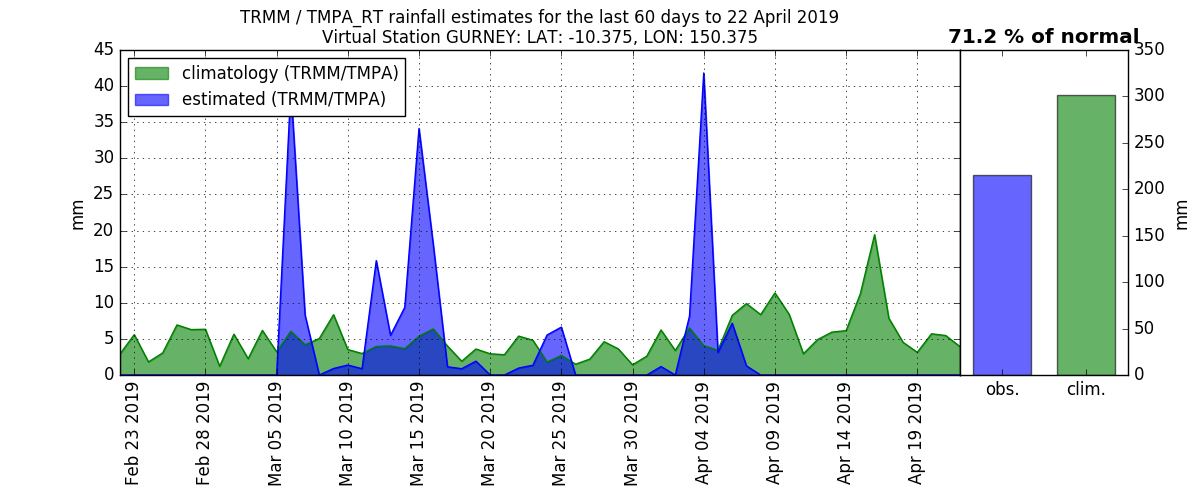 TRMM / TMPA_RT rainfall estimates for the last 60 days to 22 April 2019
Virtual Station GURNEY: LAT: -10.375, LON: 150.375
71.2 % of normal
climatology (TRMM/TMPA)
estimated (TRMM/TMPA)
mm
45
40
35
30
25
20
15
10
5
0
Feb 23 2019
Feb 28 2019
Mar 05 2019
Mar 10 2019
Mar 15 2019
Mar 20 2019
Mar 25 2019
Mar 30 2019
Apr 04 2019
Apr 09 2019
Apr 14 2019
Apr 19 2019
obs.
clim.
350
300
250
200
150
100
50
0
mm